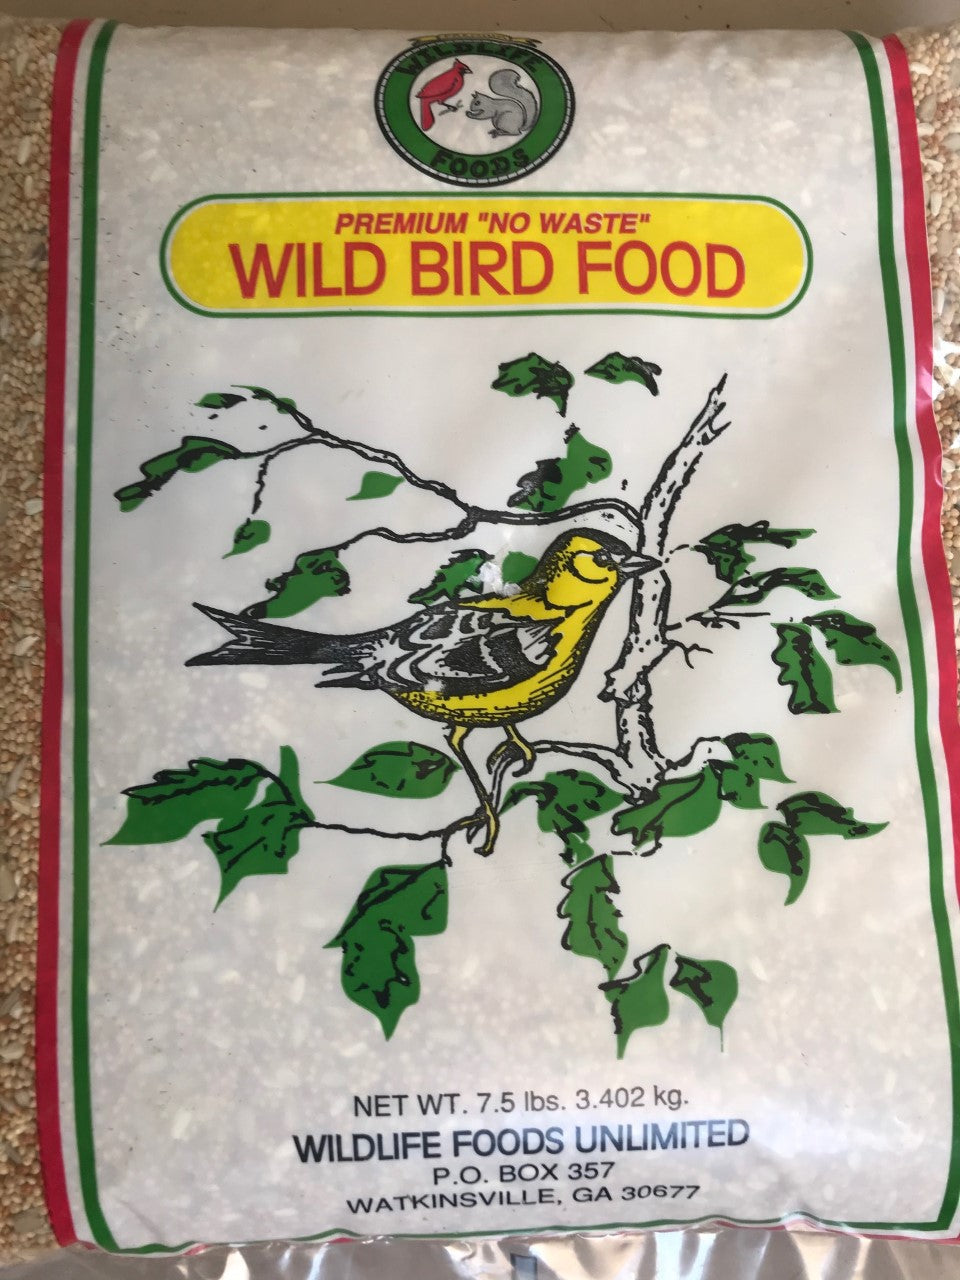 WILDLIFE
FOODS
PREMIUM "NO WASTE"
WILD BIRD FOOD
NET WT. 7.5 lbs. 3.402 kg.
WILDLIFE FOODS UNLIMITED
P.O. BOX 357
WATKINSVILLE, GA 30677